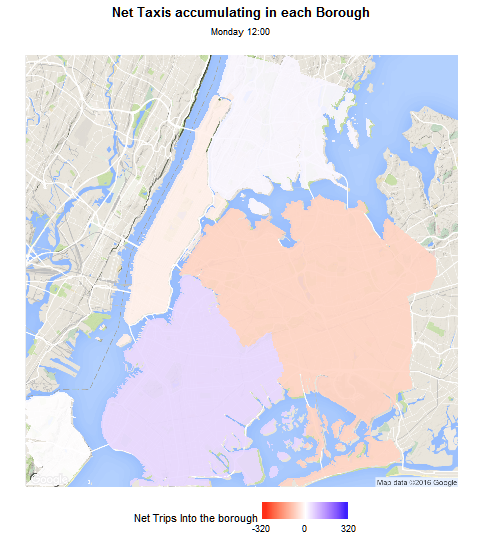 Net Taxis accumulating in each Borough
Monday 12:00
Map data ©2016 Google
Net Trips Into the borough
-320 0 320